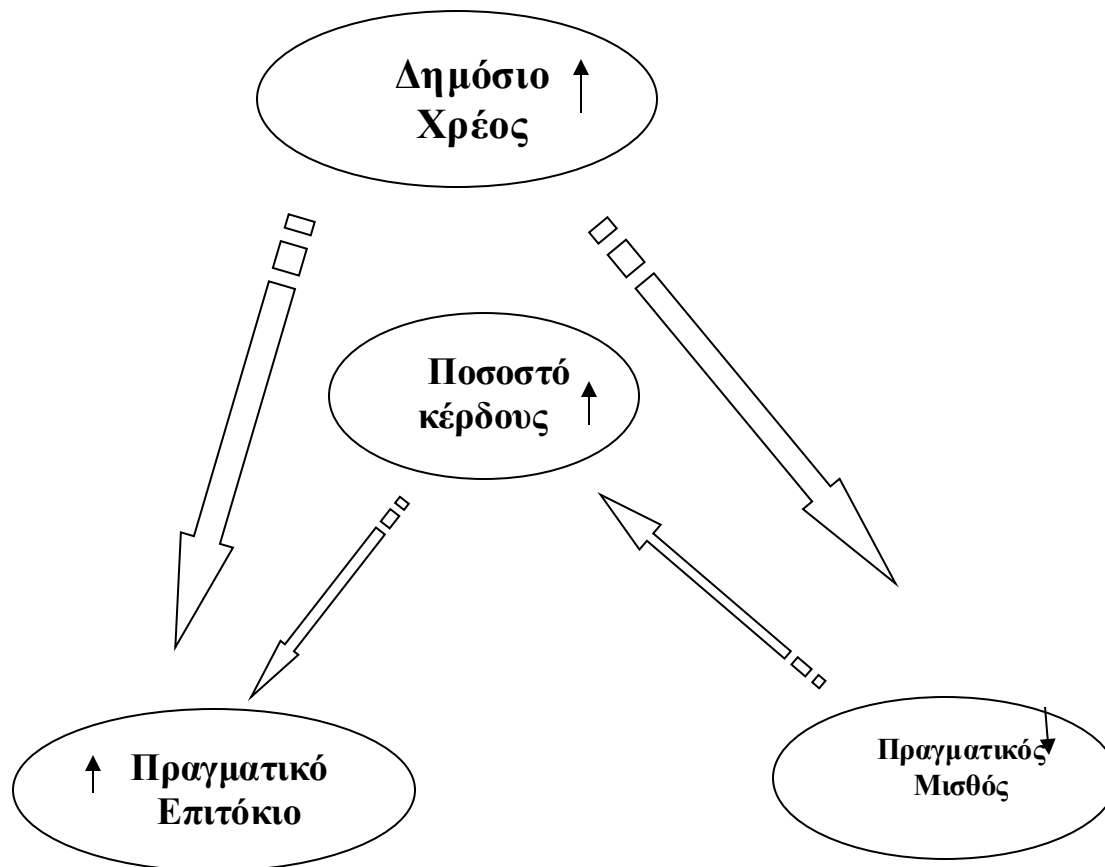 Δημόσιο
Χρέος
Ποσοστό
κέρδους
Πραγματικό
Επιτόκιο
Πραγματικός
Μισθός